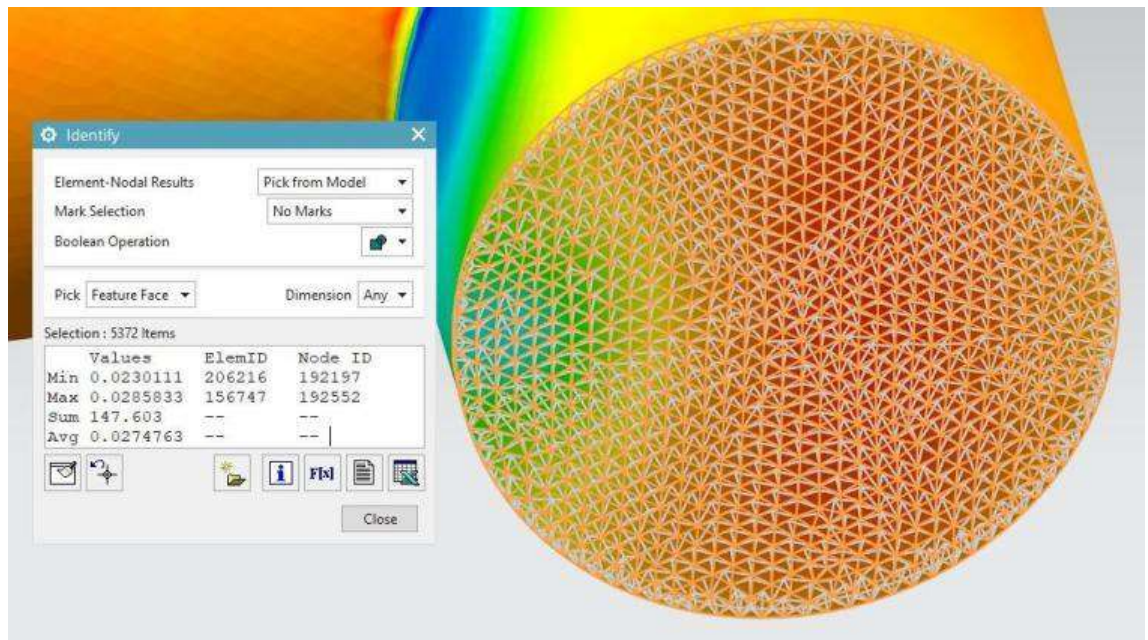 Identify
Element-Nodal Results Pick from Model
Mark Selection No Marks
Boolean Operation
Pick Feature Face Dimension Any
Selection : 5372 Items
Values ElemID Node ID
Min 0.0230111 206216 192197
Max 0.0285833 156747 192552
Sum 147.603 -- --
Avg 0.0274763 -- --
i F[x]
Close